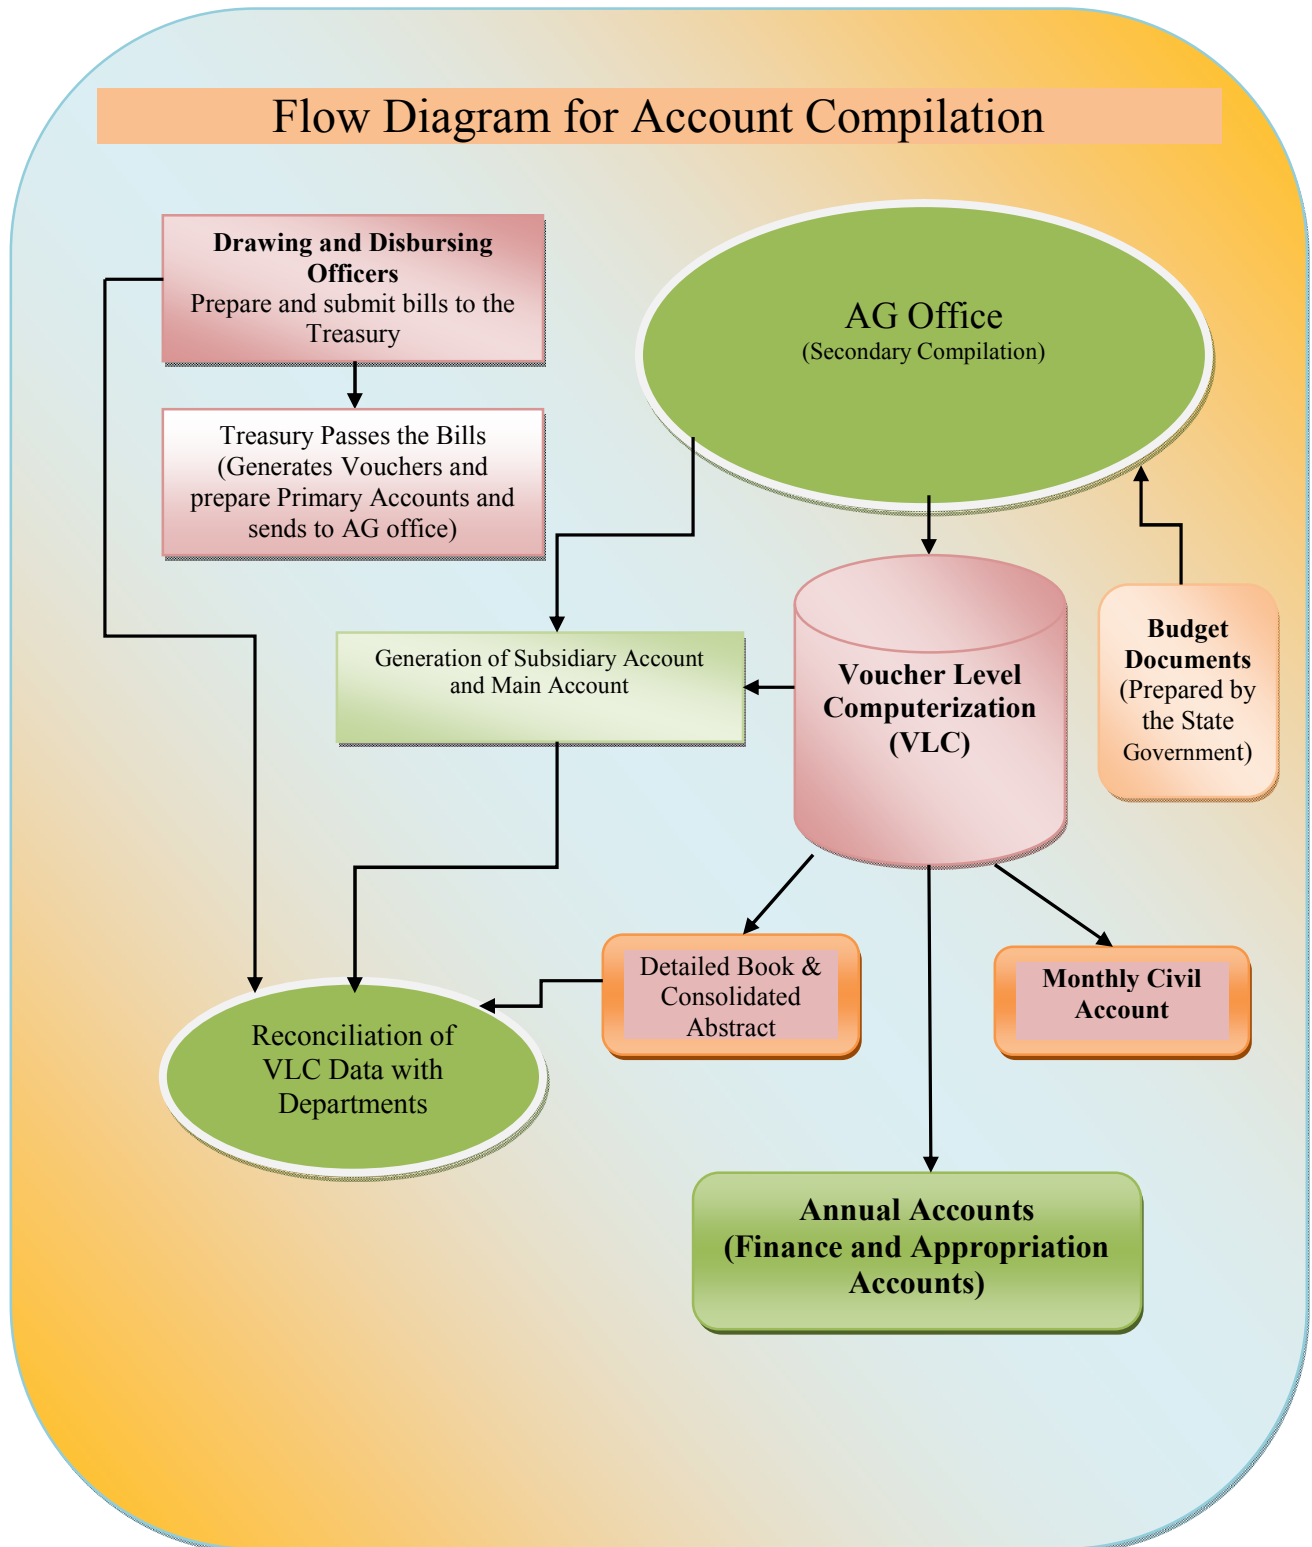 Flow Diagram for Account Compilation
Drawing and Disbursing
Officers
Prepare and submit bills to the
Treasury
AG Office
(Secondary Compilation)
Treasury Passes the Bills
(Generates Vouchers and
prepare Primary Accounts and
sends to AG office)
Budget
Documents
(Prepared by
the State
Government)
Generation of Subsidiary Account
and Main Account
Voucher Level
Computerization
(VLC)
Detailed Book &
Consolidated
Abstract
Monthly Civil
Account
Reconciliation of
VLC Data with
Departments
Annual Accounts
(Finance and Appropriation
Accounts)